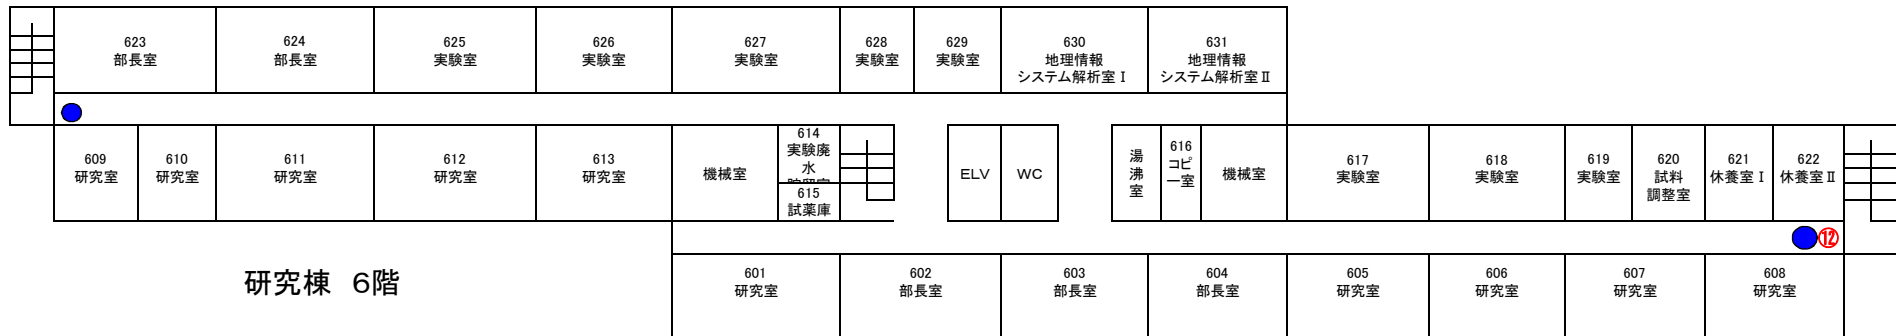 623
部長室
624
部長室
625
実験室
626
実験室
627
実験室
628
実験室
629
実験室
630
地理情報
システム解析室Ⅰ
631
地理情報
システム解析室Ⅱ
609
研究室
610
研究室
611
研究室
612
研究室
613
研究室
機械室
614
実験廃
水
615
試薬庫
ELV
WC
湯
沸
室
616
コピ
ー室
機械室
617
実験室
618
実験室
619
実験室
620
試料
調整室
621
休養室Ⅰ
622
休養室Ⅱ
⑫
研究棟 6階
601
研究室
602
部長室
603
部長室
604
部長室
605
研究室
606
研究室
607
研究室
608
研究室